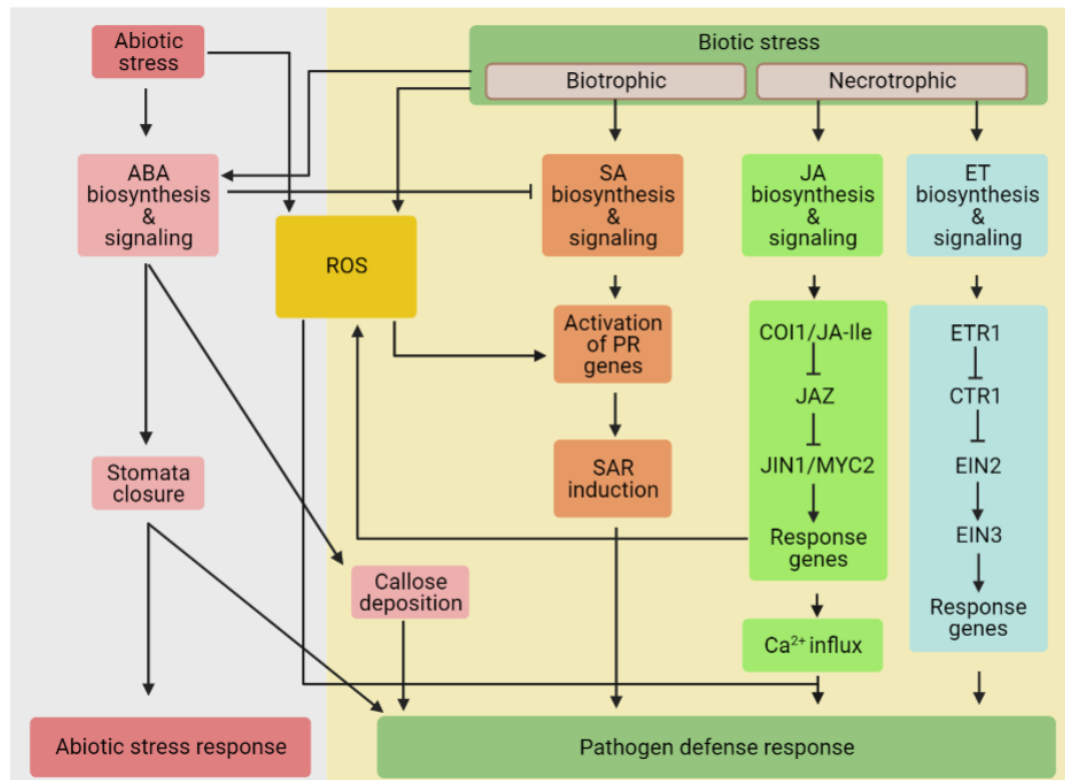 Abiotic
stress
Biotic stress
Biotrophic
Necrotrophic
ABA
biosynthesis
&
signaling
SA
biosynthesis
&
signaling
JA
biosynthesis
&
signaling
ET
biosynthesis
&
signaling
ROS
Activation
of PR
genes
COI1/JA-Ile
JAZ
JIN1/MYC2
Response
genes
ETR1
CTR1
EIN2
EIN3
Response
genes
Stomata
closure
SAR
induction
Callose
deposition
Ca²⁺ influx
Abiotic stress response
Pathogen defense response